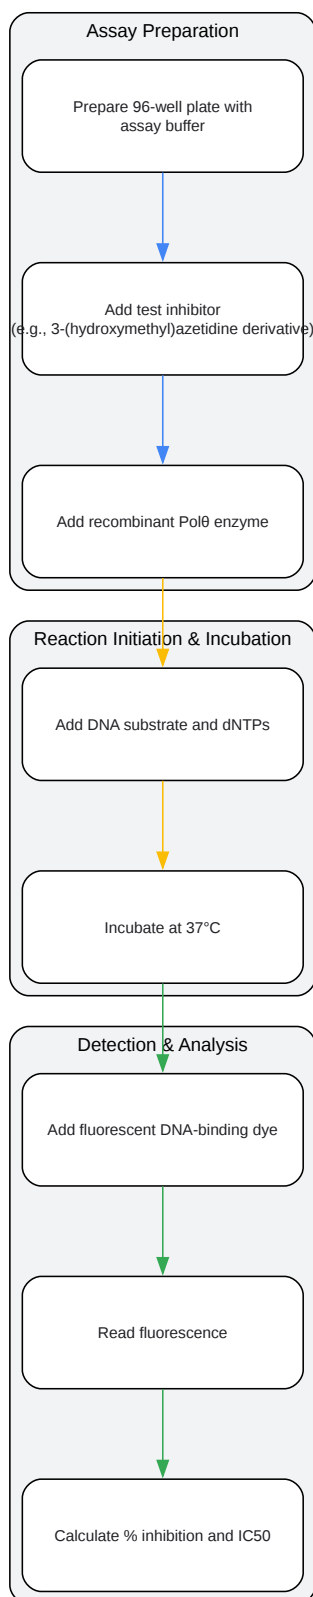 Assay Preparation
Prepare 96-well plate with
assay buffer
Add test inhibitor
(e.g., 3-(hydroxymethyl)azetidine derivative)
Add recombinant Polθ enzyme
Reaction Initiation & Incubation
Add DNA substrate and dNTPs
Incubate at 37°C
Detection & Analysis
Add fluorescent DNA-binding dye
Read fluorescence
Calculate % inhibition and IC50